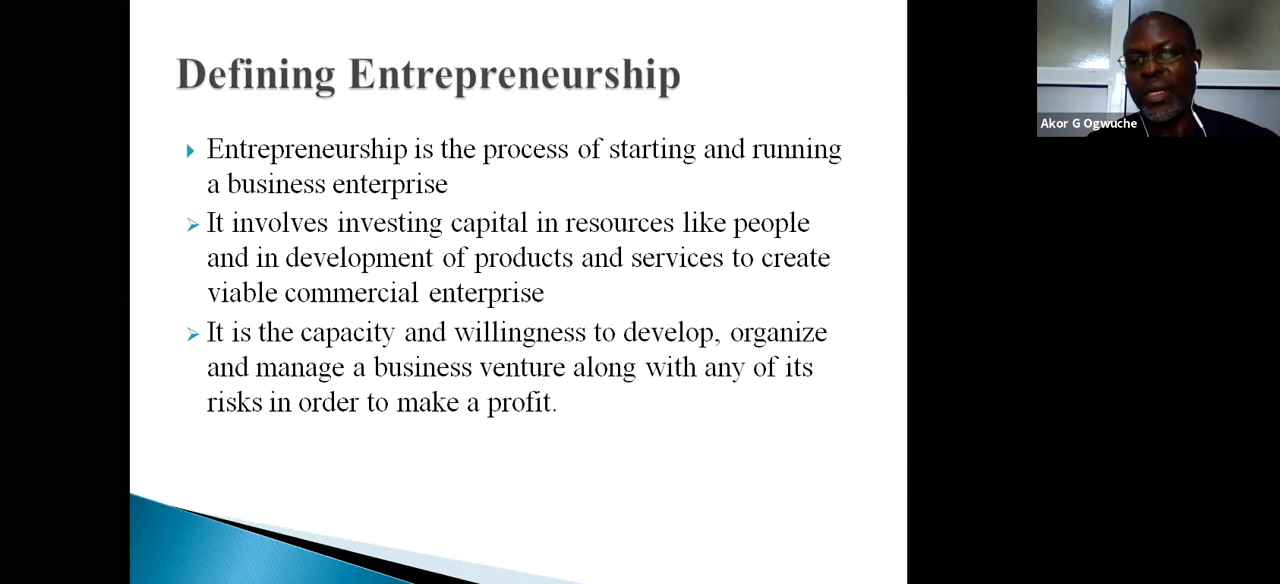 Defining Entrepreneurship
Entrepreneurship is the process of starting and running
a business enterprise
It involves investing capital in resources like people
and in development of products and services to create
viable commercial enterprise
It is the capacity and willingness to develop, organize
and manage a business venture along with any of its
risks in order to make a profit.
Akor G Ogwuche